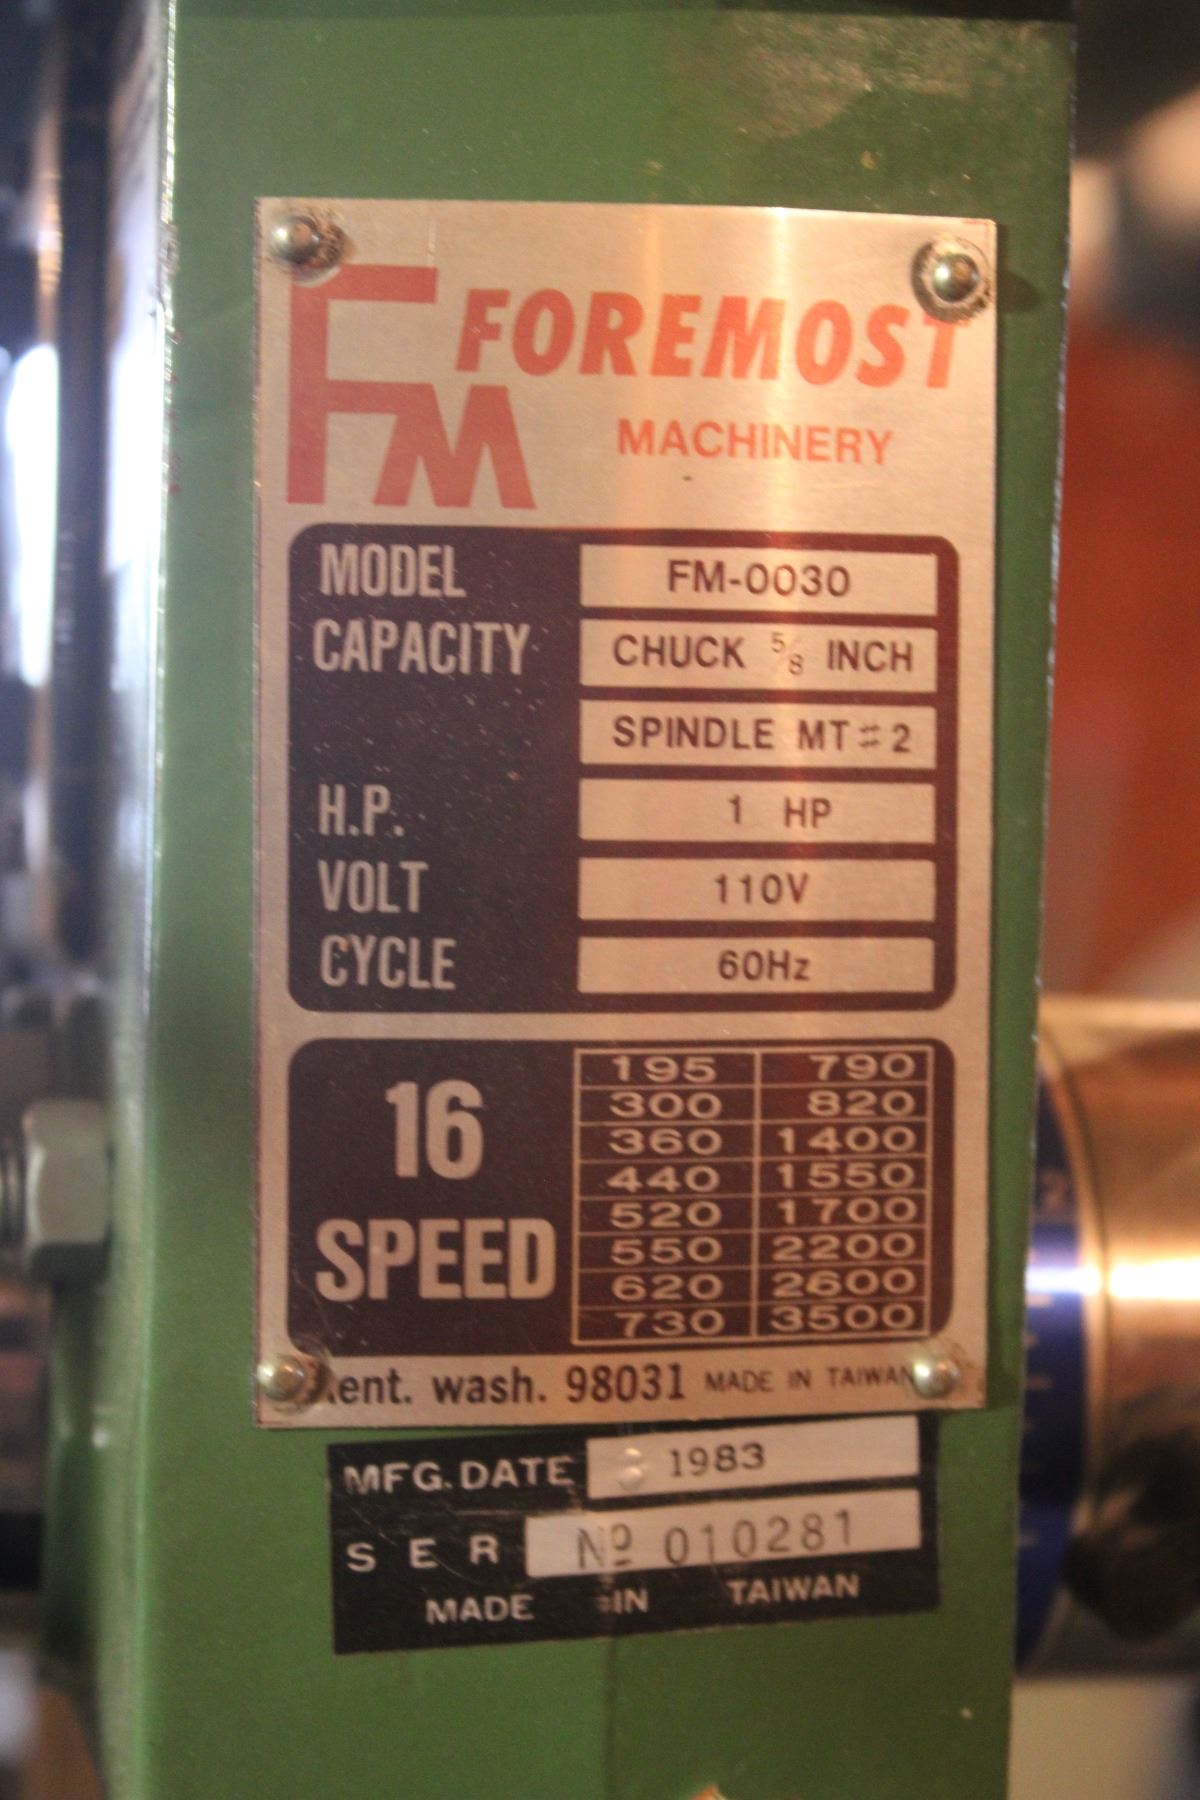 FM FOREMOST
MACHINERY
MODEL FM-0030
CAPACITY CHUCK 5/8 INCH
SPINDLE MT #2
H.P. 1 HP
VOLT 110V
CYCLE 60Hz
16 SPEED
195 790
300 820
360 1400
440 1550
520 1700
550 2200
620 2600
730 3500
kent. wash. 98031 MADE IN TAIWAN
MFG. DATE 1983
SER Nº 010281
MADE IN TAIWAN